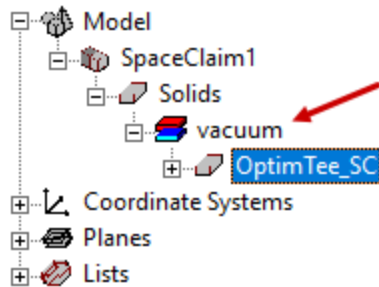 Model
SpaceClaim1
Solids
vacuum
OptimTee_SC
Coordinate Systems
Planes
Lists